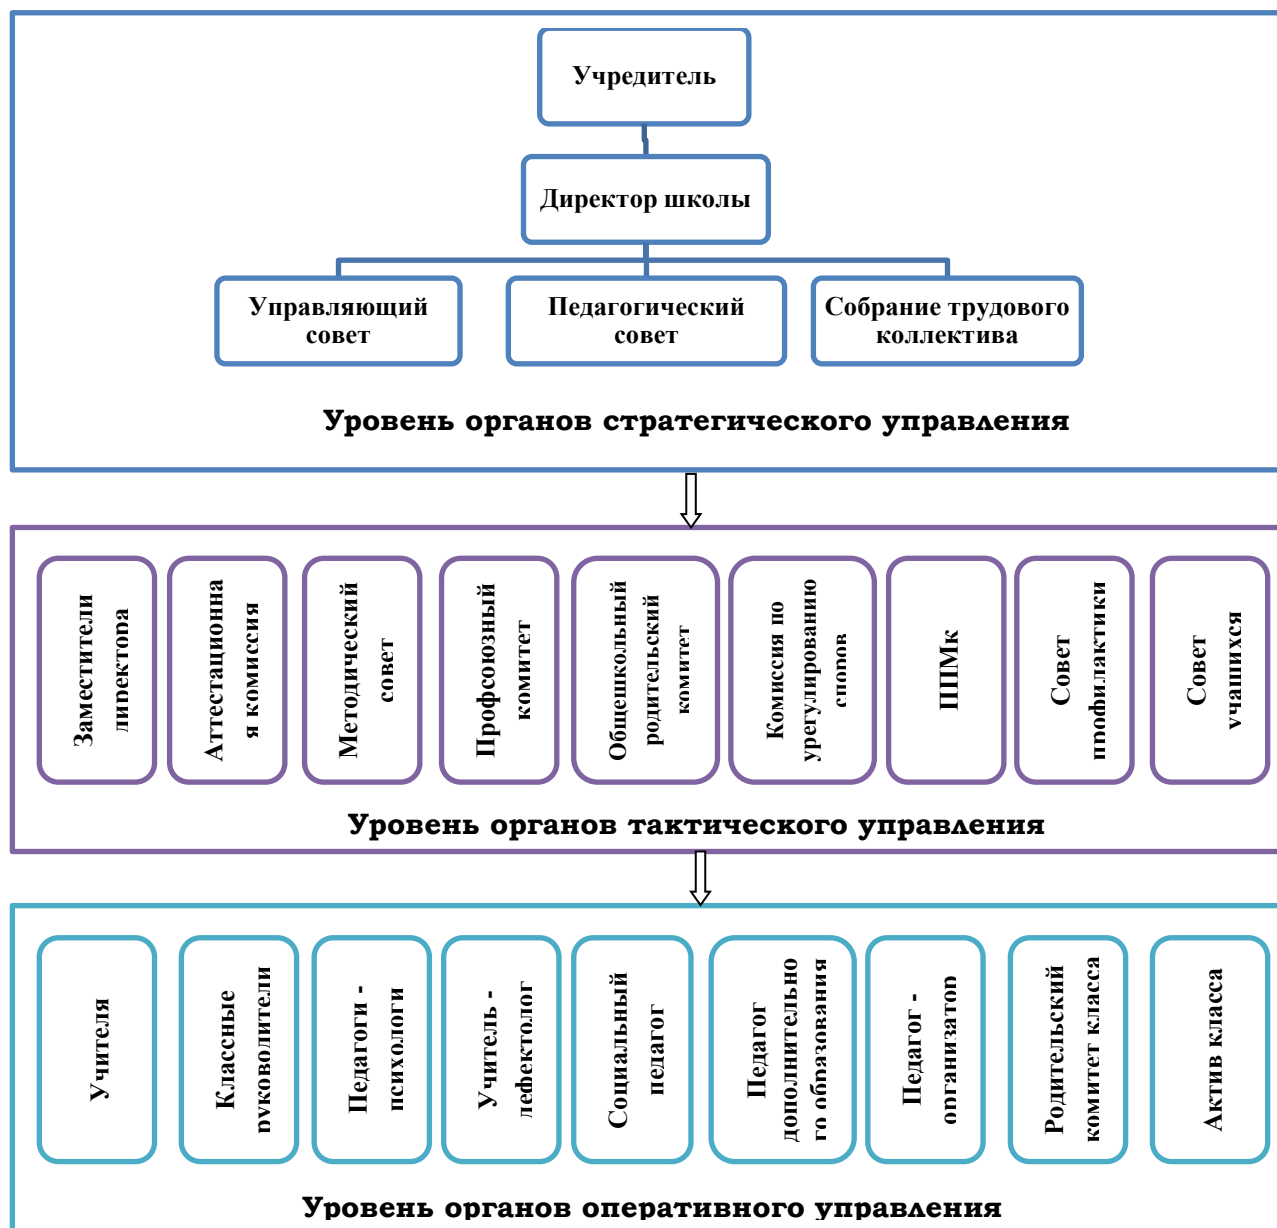 Учредитель
Директор школы
Управляющий
совет
Педагогический
совет
Собрание трудового
коллектива
Уровень органов стратегического управления
Заместители
директора
Аттестационна
я комиссия
Методический
совет
Профсоюзный
комитет
Общешкольный
родительский
комитет
Комиссия по
урегулированию
споров
ППМк
Совет
профилактики
Совет
учащихся
Уровень органов тактического управления
Учителя
Классные
руководители
Педагоги -
психологи
Учитель -
дефектолог
Социальный
педагог
Педагог
дополнительно
го образования
Педагог -
организатор
Родительский
комитет класса
Актив класса
Уровень органов оперативного управления